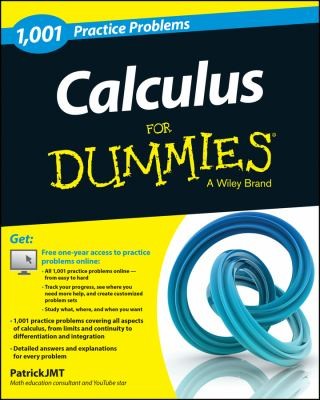 1,001 Practice Problems
Calculus
FOR
DUMMIES®
A Wiley Brand
Get:
Free one-year access to practice
problems online:
• All 1,001 practice problems online —
from easy to hard
• Track your progress, see where you
need more help, and create customized
problem sets
• Study what, where, and when you want
• 1,001 practice problems covering all aspects
of calculus, from limits and continuity to
differentiation and integration
• Detailed answers and explanations
for every problem
PatrickJMT
Math education consultant and YouTube star